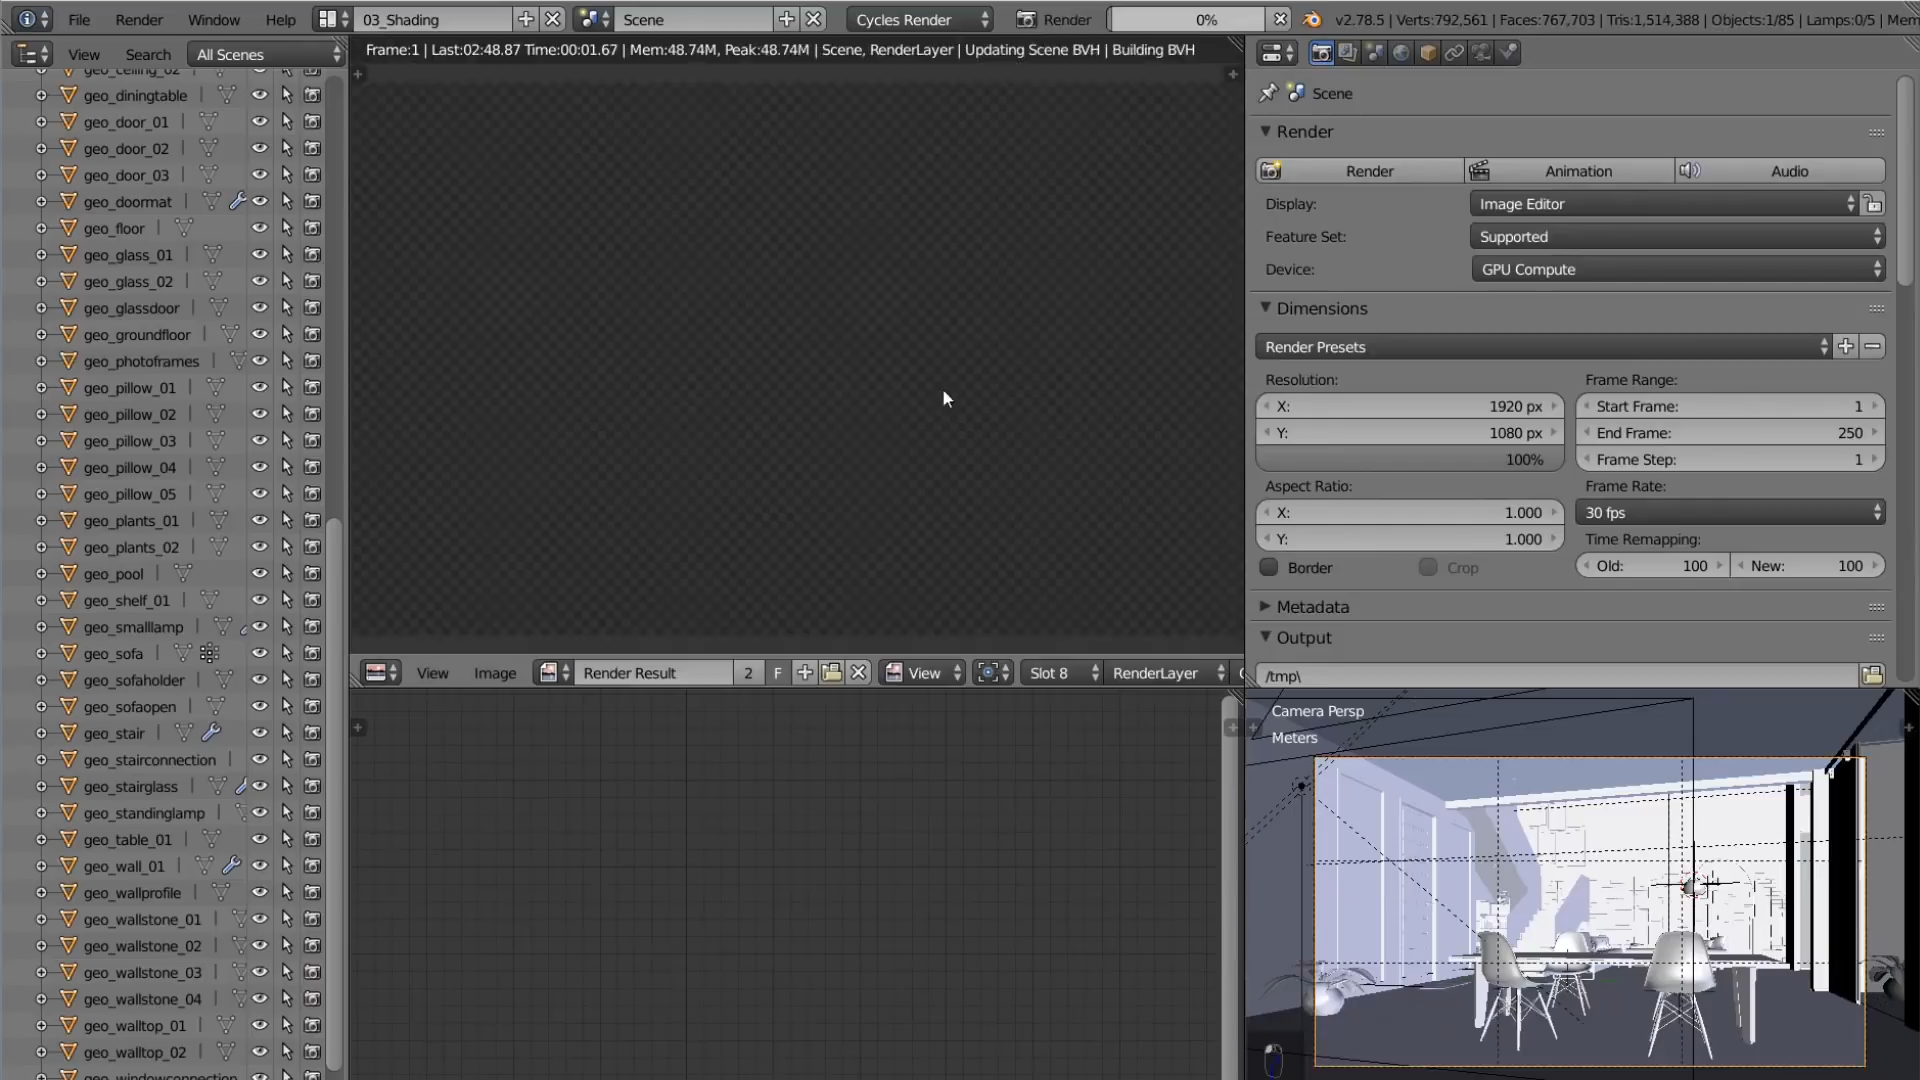 File Render Window Help 03_Shading Scene Cycles Render Render 0% v2.78.5 | Verts:792,561 | Faces:767,703 | Tris:1,514,388 | Objects:1/85 | Lamps:0/5 | Mem
View Search All Scenes
Frame:1 | Last:02:48.87 Time:00:01.67 | Mem:48.74M, Peak:48.74M | Scene, RenderLayer | Updating Scene BVH | Building BVH
geo_ceiling_02
geo_diningtable
geo_door_01
geo_door_02
geo_door_03
geo_doormat
geo_floor
geo_glass_01
geo_glass_02
geo_glassdoor
geo_groundfloor
geo_photoframes
geo_pillow_01
geo_pillow_02
geo_pillow_03
geo_pillow_04
geo_pillow_05
geo_plants_01
geo_plants_02
geo_pool
geo_shelf_01
geo_smalllamp
geo_sofa
geo_sofaholder
geo_sofaopen
geo_stair
geo_stairconnection
geo_stairglass
geo_standinglamp
geo_table_01
geo_wall_01
geo_wallprofile
geo_wallstone_01
geo_wallstone_02
geo_wallstone_03
geo_wallstone_04
geo_walltop_01
geo_walltop_02
geo_windowconnection
View Image Render Result 2 F View Slot 8 RenderLayer
Scene
Render
Render Animation Audio
Display: Image Editor
Feature Set: Supported
Device: GPU Compute
Dimensions
Render Presets
Resolution: Frame Range:
X: 1920 px Start Frame: 1
Y: 1080 px End Frame: 250
100% Frame Step: 1
Aspect Ratio: Frame Rate:
X: 1.000 30 fps
Y: 1.000 Time Remapping:
Border Crop Old: 100 New: 100
Metadata
Output
/tmp\
Camera Persp
Meters